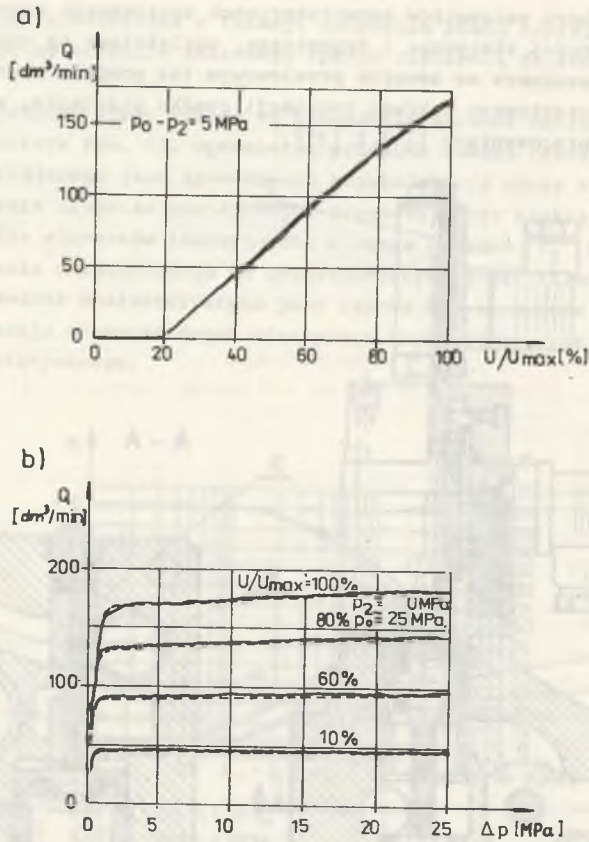 a)
Q
[dm³/min]
150
p₀ - p₂ = 5 MPa
100
50
0
0 20 40 60 80 100 U/Umax [%]
b)
Q
[dm³/min]
200
U/Umax = 100%
p₂ = 0MPa
80% p₀ = 25 MPa
100
60%
10%
0
0 5 10 15 20 25 Δp [MPa]